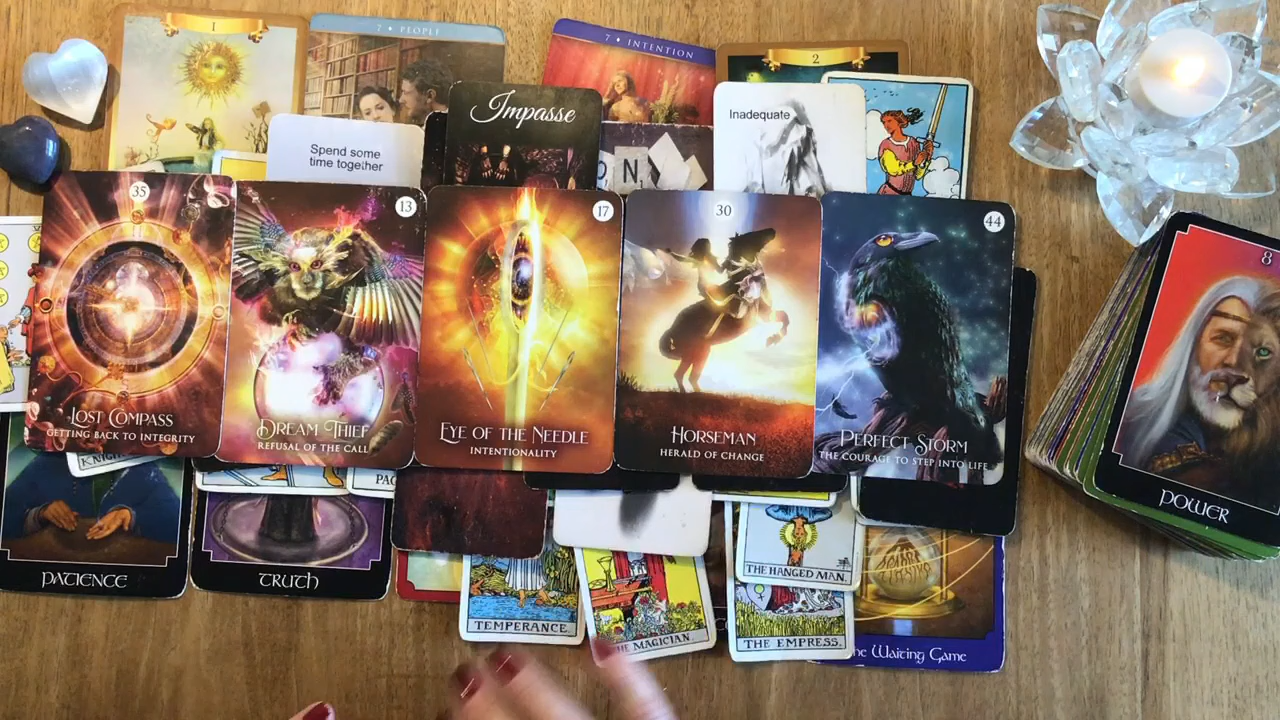 1
2 • PEOPLE
7 • INTENTION
2
Impasse
Inadequate
Spend some
time together
ON
35
13
17
30
44
8
LOST COMPASS
GETTING BACK TO INTEGRITY
DREAM THIEF
REFUSAL OF THE CALL
EYE OF THE NEEDLE
INTENTIONALITY
HORSEMAN
HERALD OF CHANGE
PERFECT STORM
THE COURAGE TO STEP INTO LIFE
POWER
PATIENCE
TRUTH
TEMPERANCE.
THE MAGICIAN.
THE HANGED MAN.
THE EMPRESS.
The Waiting Game